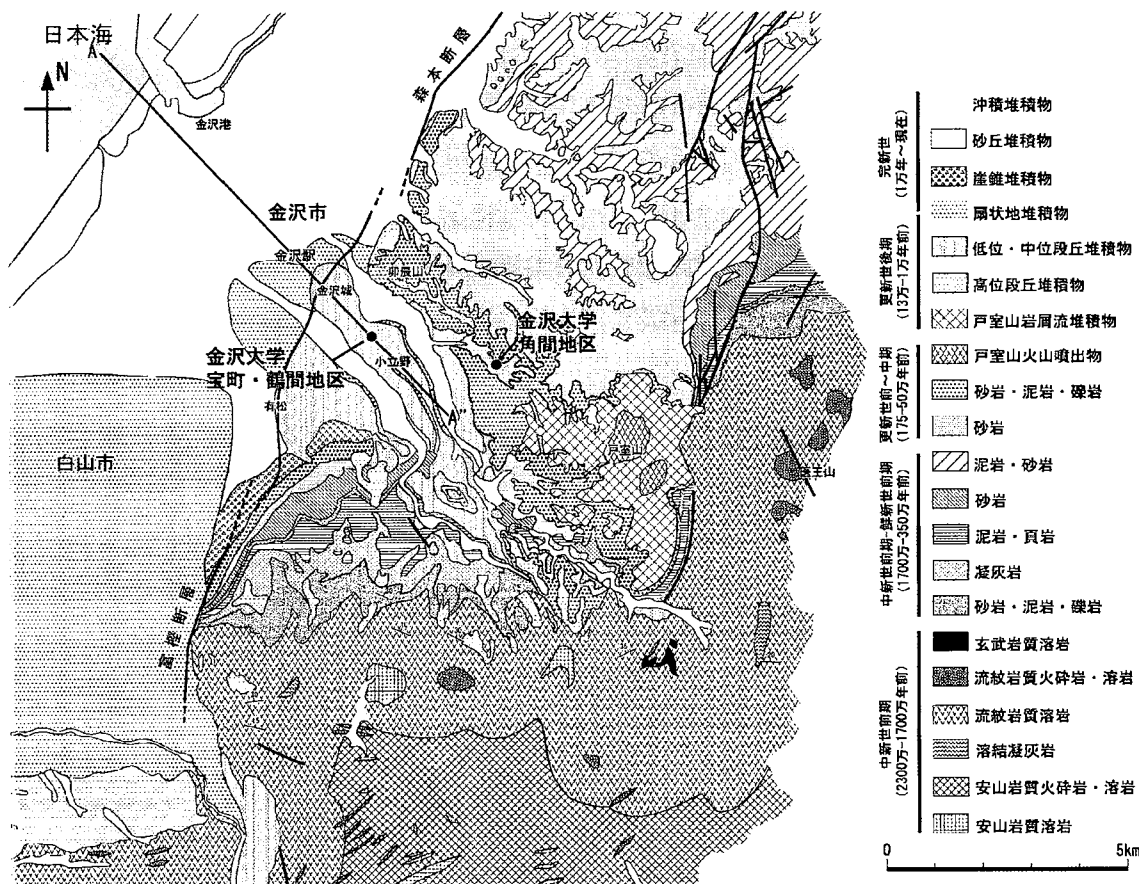 日本海
A
N
金沢港
森本断層
金沢市
金沢駅
金沢城
卯辰山
金沢大学
角間地区
小立野
金沢大学
宝町・鶴間地区
有松
A"
戸室山
白山市
富樫断層
完新世
(1万年~現在)
沖積堆積物
砂丘堆積物
崖錐堆積物
扇状地堆積物
更新世後期
(13万-1万年前)
低位・中位段丘堆積物
高位段丘堆積物
戸室山岩屑流堆積物
更新世前~中期
(175-50万年前)
戸室山火山噴出物
砂岩・泥岩・礫岩
砂岩
中新世前期-鮮新世前期
(1700万-350万年前)
泥岩・砂岩
砂岩
泥岩・頁岩
凝灰岩
砂岩・泥岩・礫岩
中新世前期
(2300万-1700万年前)
玄武岩質溶岩
流紋岩質火砕岩・溶岩
流紋岩質溶岩
溶結凝灰岩
安山岩質火砕岩・溶岩
安山岩質溶岩
0
5km